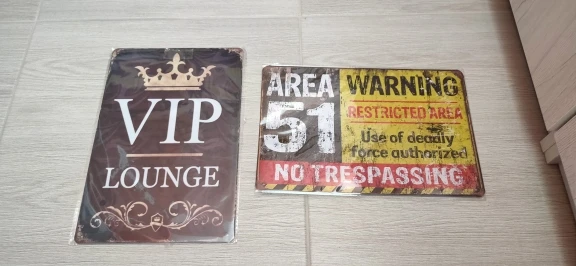 VIP
LOUNGE
AREA
51
WARNING
RESTRICTED AREA
Use of deadly
force authorized
NO TRESPASSING